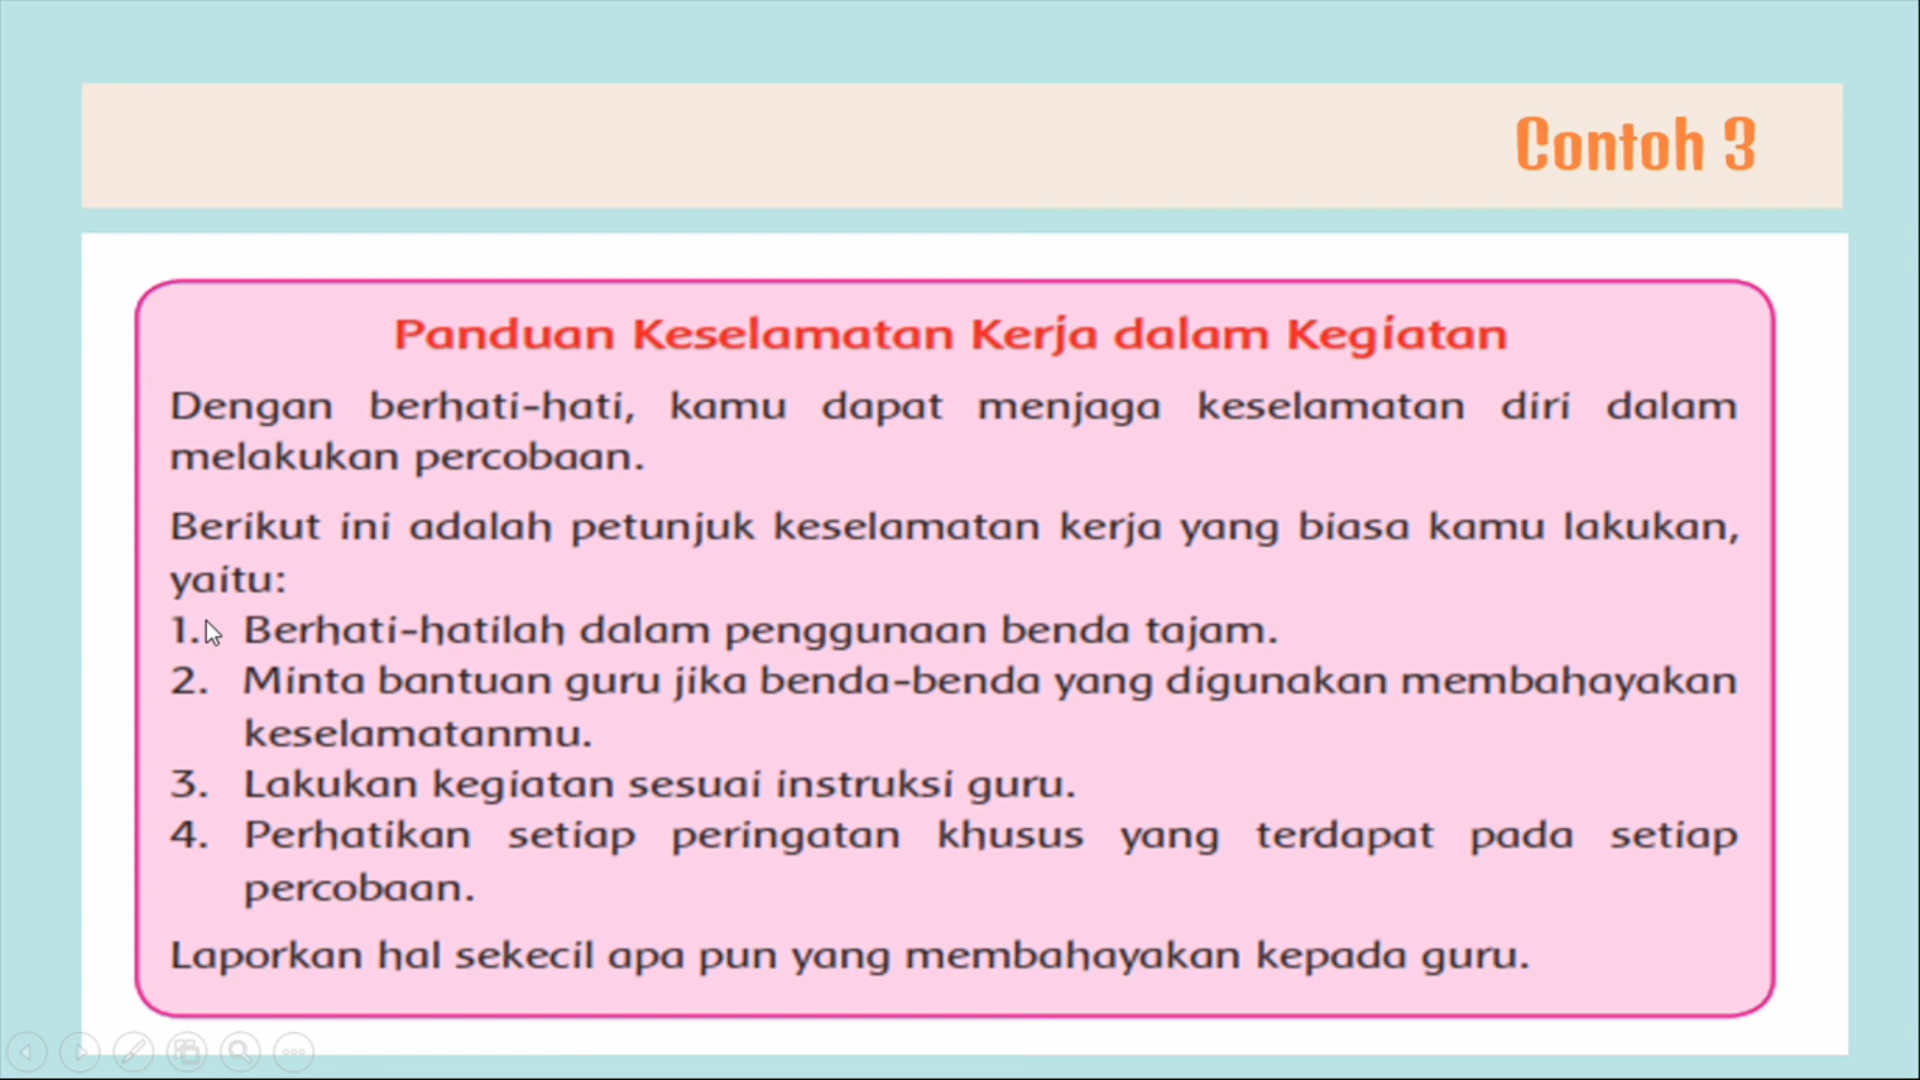 Contoh 3
Panduan Keselamatan Kerja dalam Kegiatan
Dengan berhati-hati, kamu dapat menjaga keselamatan diri dalam
melakukan percobaan.
Berikut ini adalah petunjuk keselamatan kerja yang biasa kamu lakukan,
yaitu:
1. Berhati-hatilah dalam penggunaan benda tajam.
2. Minta bantuan guru jika benda-benda yang digunakan membahayakan
keselamatanmu.
3. Lakukan kegiatan sesuai instruksi guru.
4. Perhatikan setiap peringatan khusus yang terdapat pada setiap
percobaan.
Laporkan hal sekecil apa pun yang membahayakan kepada guru.